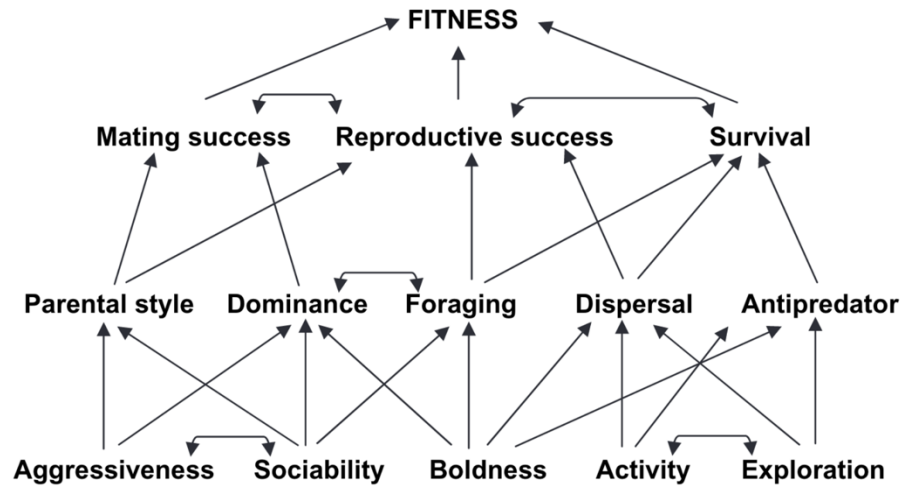 FITNESS
Mating success Reproductive success Survival
Parental style Dominance Foraging Dispersal Antipredator
Aggressiveness Sociability Boldness Activity Exploration